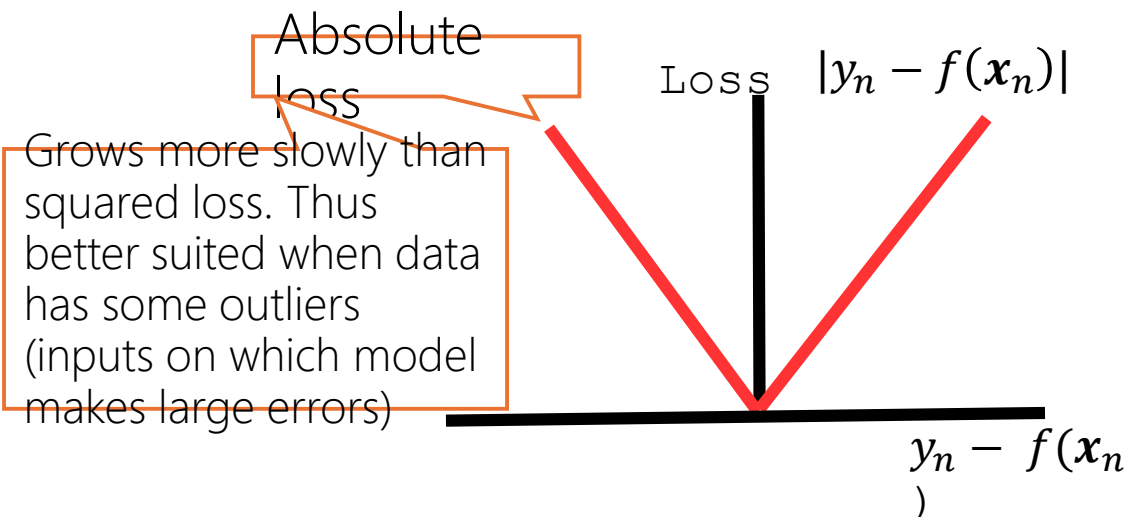 Absolute
loss
Loss
|yₙ − f(𝒙ₙ)|
Grows more slowly than
squared loss. Thus
better suited when data
has some outliers
(inputs on which model
makes large errors)
yₙ − f(𝒙ₙ
)